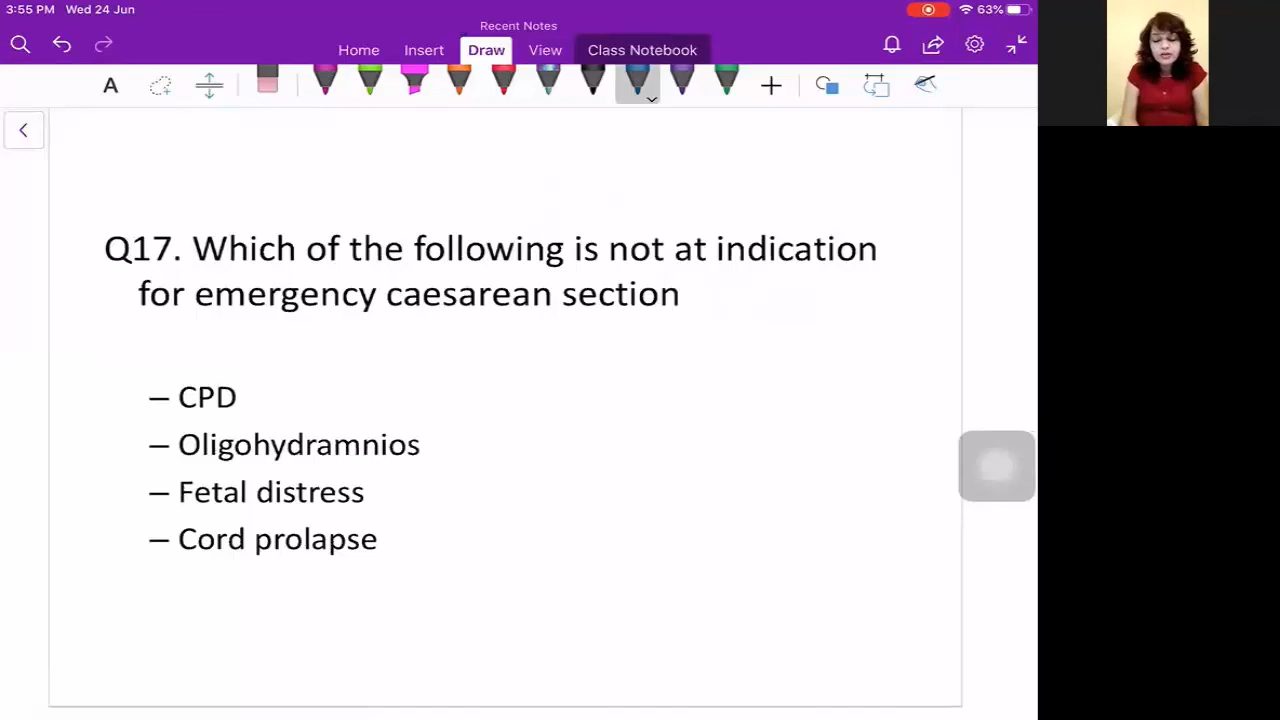 3:55 PM Wed 24 Jun
63%
Recent Notes
Home Insert Draw View Class Notebook
A
Q17. Which of the following is not at indication
for emergency caesarean section
– CPD
– Oligohydramnios
– Fetal distress
– Cord prolapse